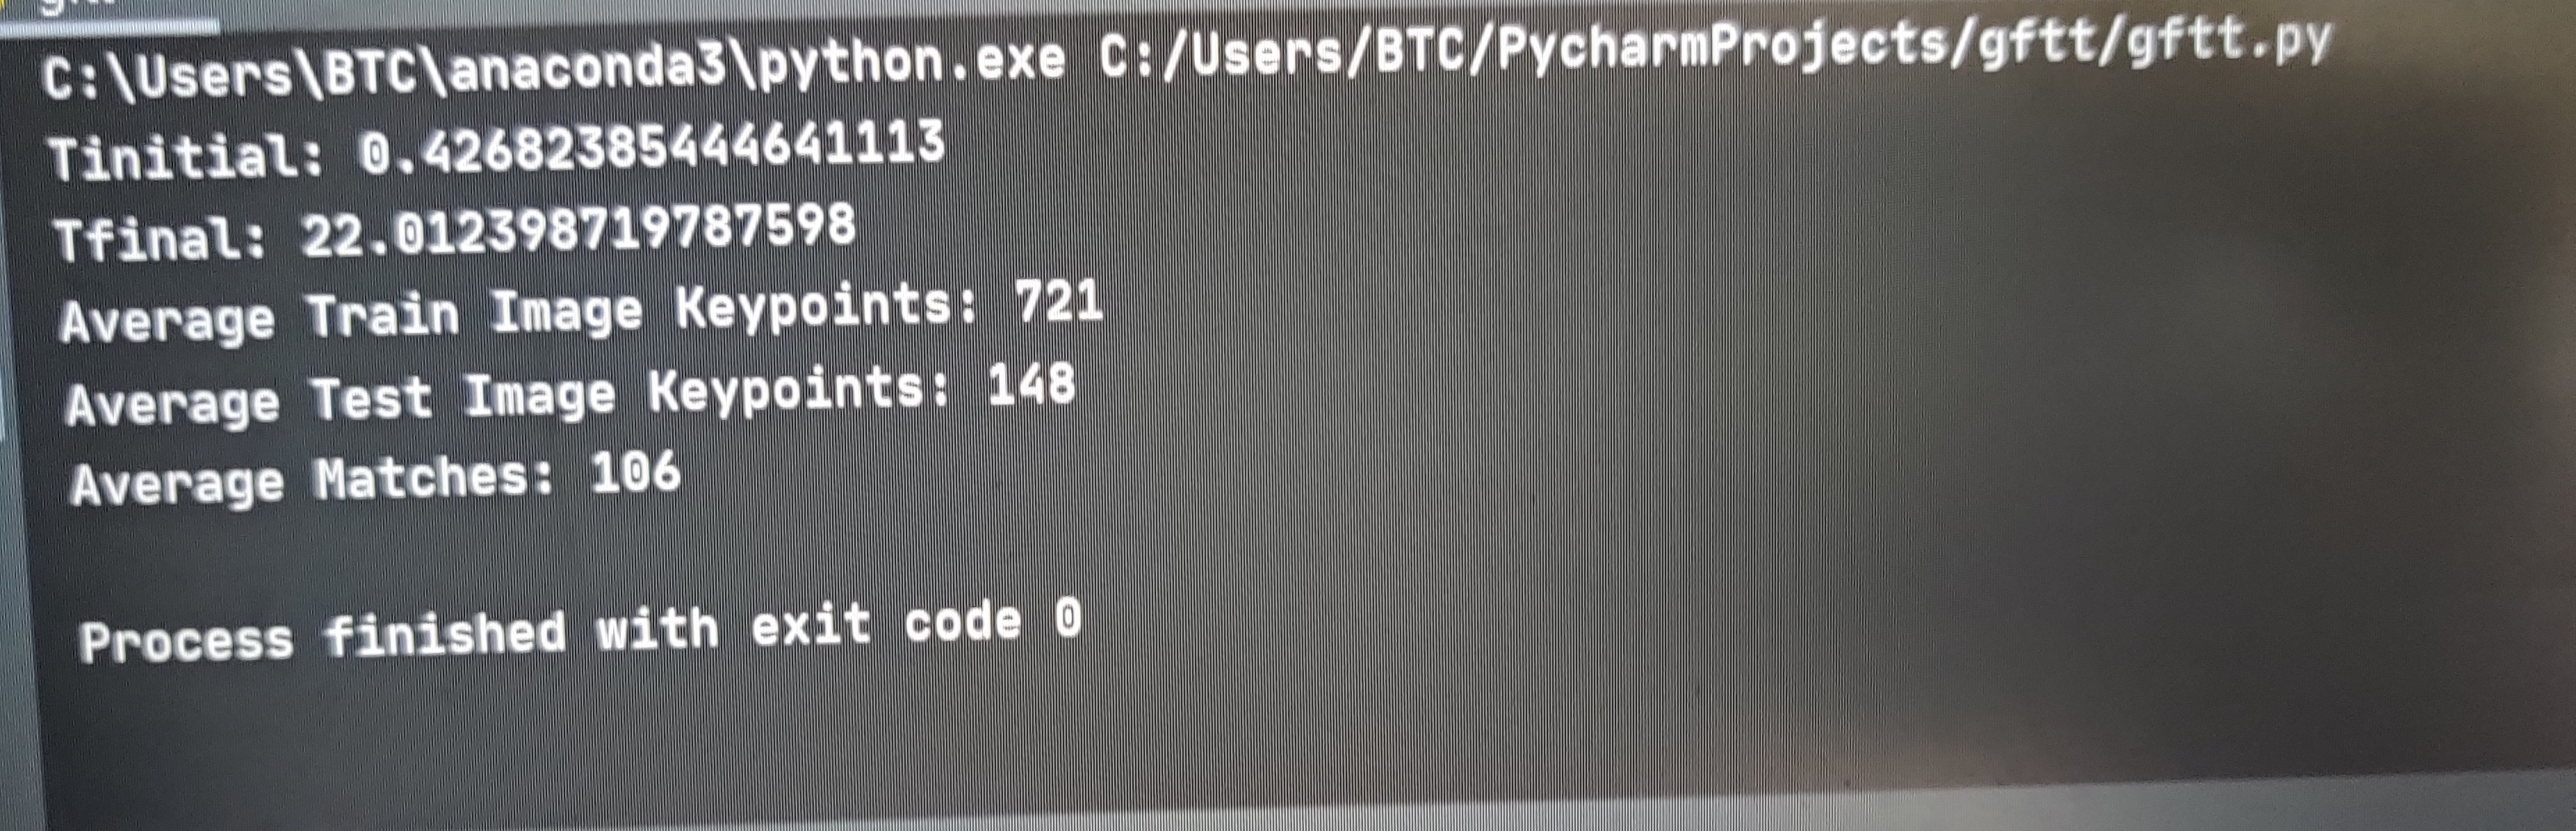 C:\Users\BTC\anaconda3\python.exe C:/Users/BTC/PycharmProjects/gftt/gftt.py
Tinitial: 0.42682385444641113
Tfinal: 22.012398719787598
Average Train Image Keypoints: 721
Average Test Image Keypoints: 148
Average Matches: 106
Process finished with exit code 0